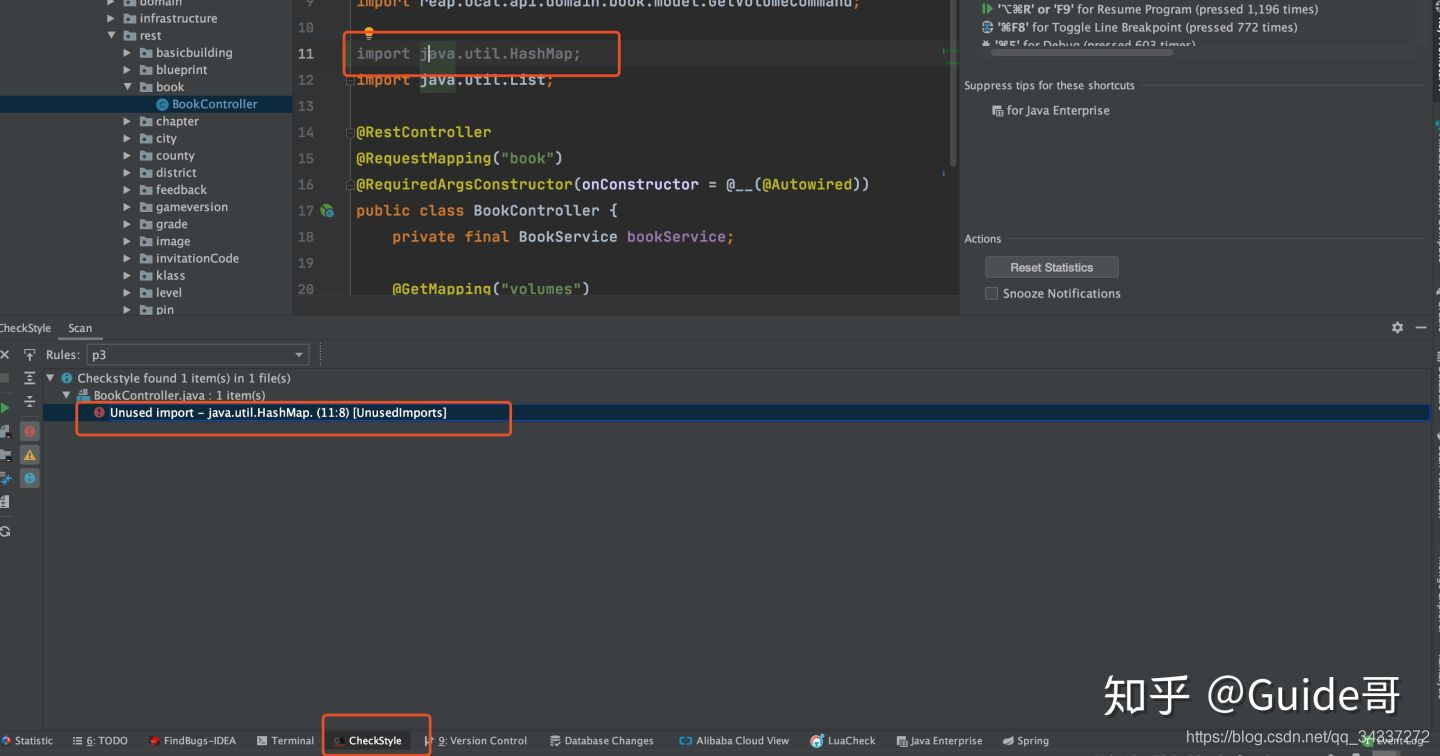 domain
infrastructure
rest
basicbuilding
blueprint
book
BookController
chapter
city
county
district
feedback
gameversion
grade
image
invitationCode
klass
level
pin
9 import reap.ocal.api.domain.book.model.GetVolumeCommand;
10
11 import java.util.HashMap;
12 import java.util.List;
13
14 @RestController
15 @RequestMapping("book")
16 @RequiredArgsConstructor(onConstructor = @__(@Autowired))
17 public class BookController {
18 private final BookService bookService;
19
20 @GetMapping("volumes")
'⌥⌘R' or 'F9' for Resume Program (pressed 1,196 times)
'⌘F8' for Toggle Line Breakpoint (pressed 772 times)
for Debug (pressed 603 times)
Suppress tips for these shortcuts
for Java Enterprise
Actions
Reset Statistics
Snooze Notifications
CheckStyle Scan
Rules: p3
Checkstyle found 1 item(s) in 1 file(s)
BookController.java : 1 item(s)
Unused import - java.util.HashMap. (11:8) [UnusedImports]
知乎 @Guide哥
Statistic 6: TODO FindBugs-IDEA Terminal CheckStyle 9: Version Control Database Changes Alibaba Cloud View LuaCheck Java Enterprise Spring
https://blog.csdn.net/qq_34337272